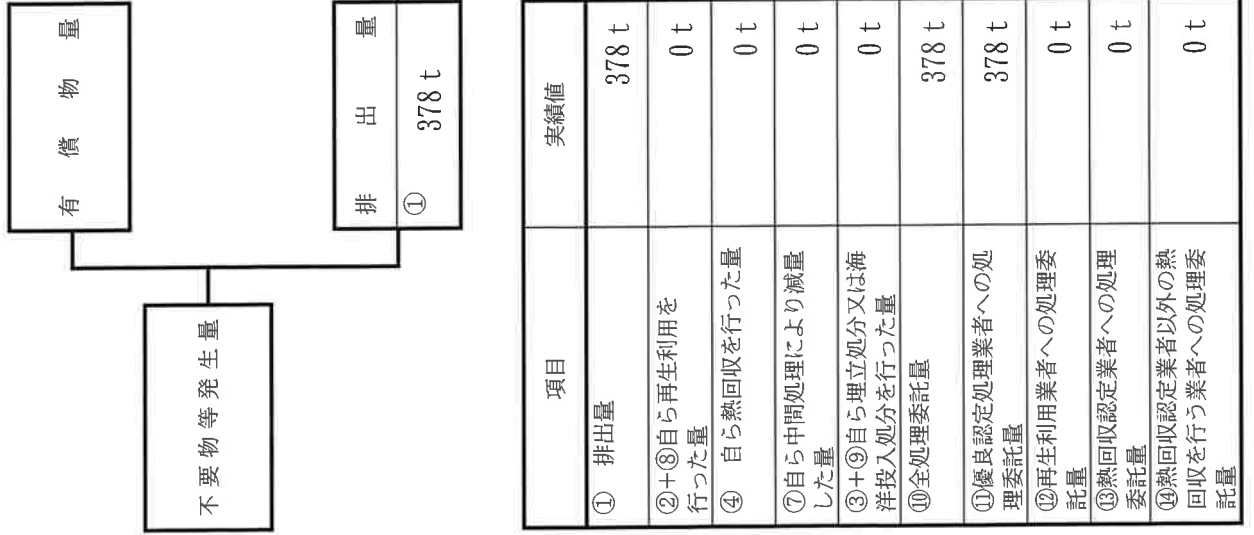 有償物量
不要物等発生量
排出量
① 378 t
項目 実績値
① 排出量 378 t
②+⑧自ら再生利用を
行った量 0 t
④ 自ら熱回収を行った量 0 t
⑦自ら中間処理により減量
した量 0 t
③+⑨自ら埋立処分又は海
洋投入処分を行った量 0 t
⑩全処理委託量 378 t
⑪優良認定処理業者への処
理委託量 378 t
⑫再生利用業者への処理委
託量 0 t
⑬熱回収認定業者への処理
委託量 0 t
⑭熱回収認定業者以外の熱
回収を行う業者への処理委
託量 0 t